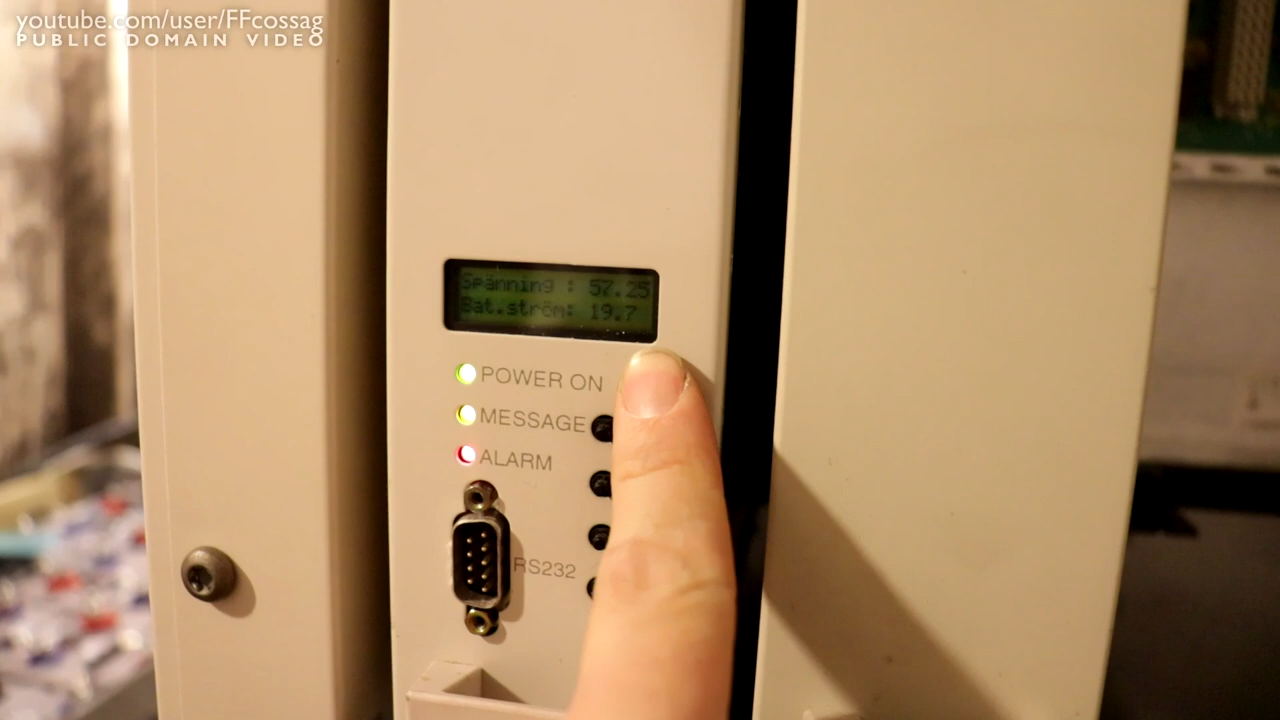 youtube.com/user/FFcossag
PUBLIC DOMAIN VIDEO
Spänning : 57.25
Bat.ström: 19.7
POWER ON
MESSAGE
ALARM
RS232